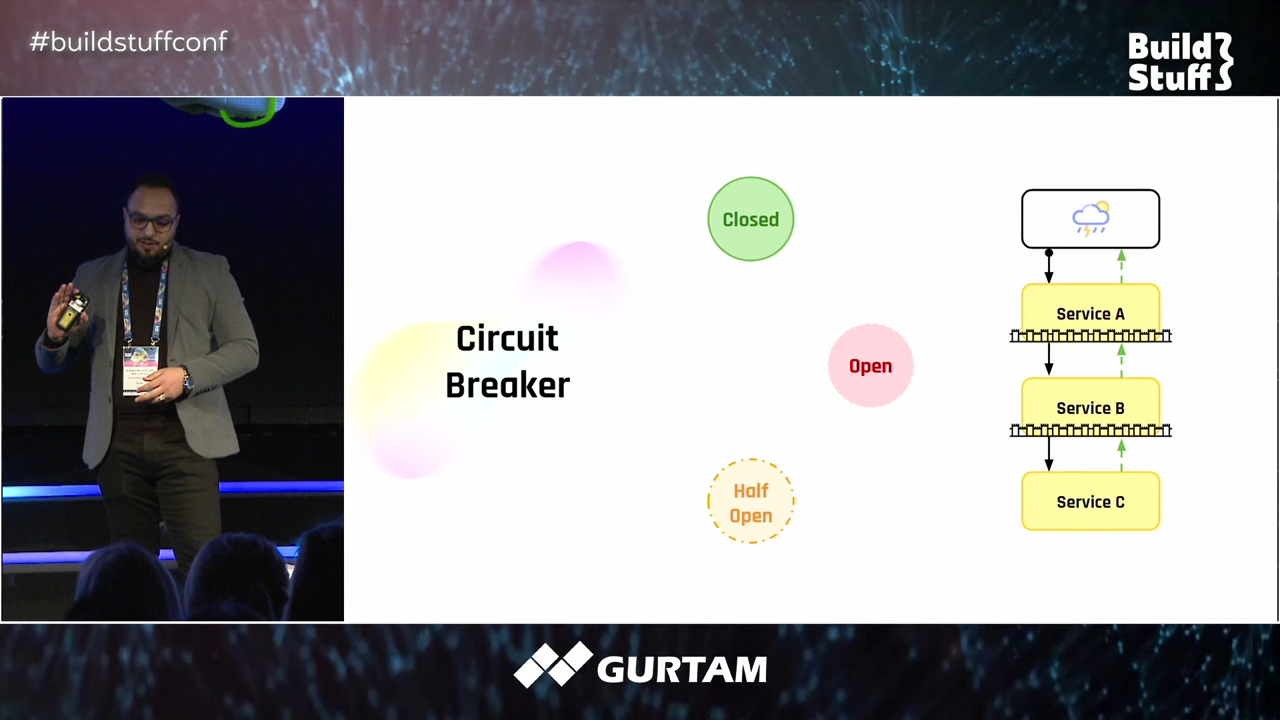 #buildstuffconf
Build
Stuff
Circuit
Breaker
Closed
Open
Half
Open
Service A
Service B
Service C
GURTAM